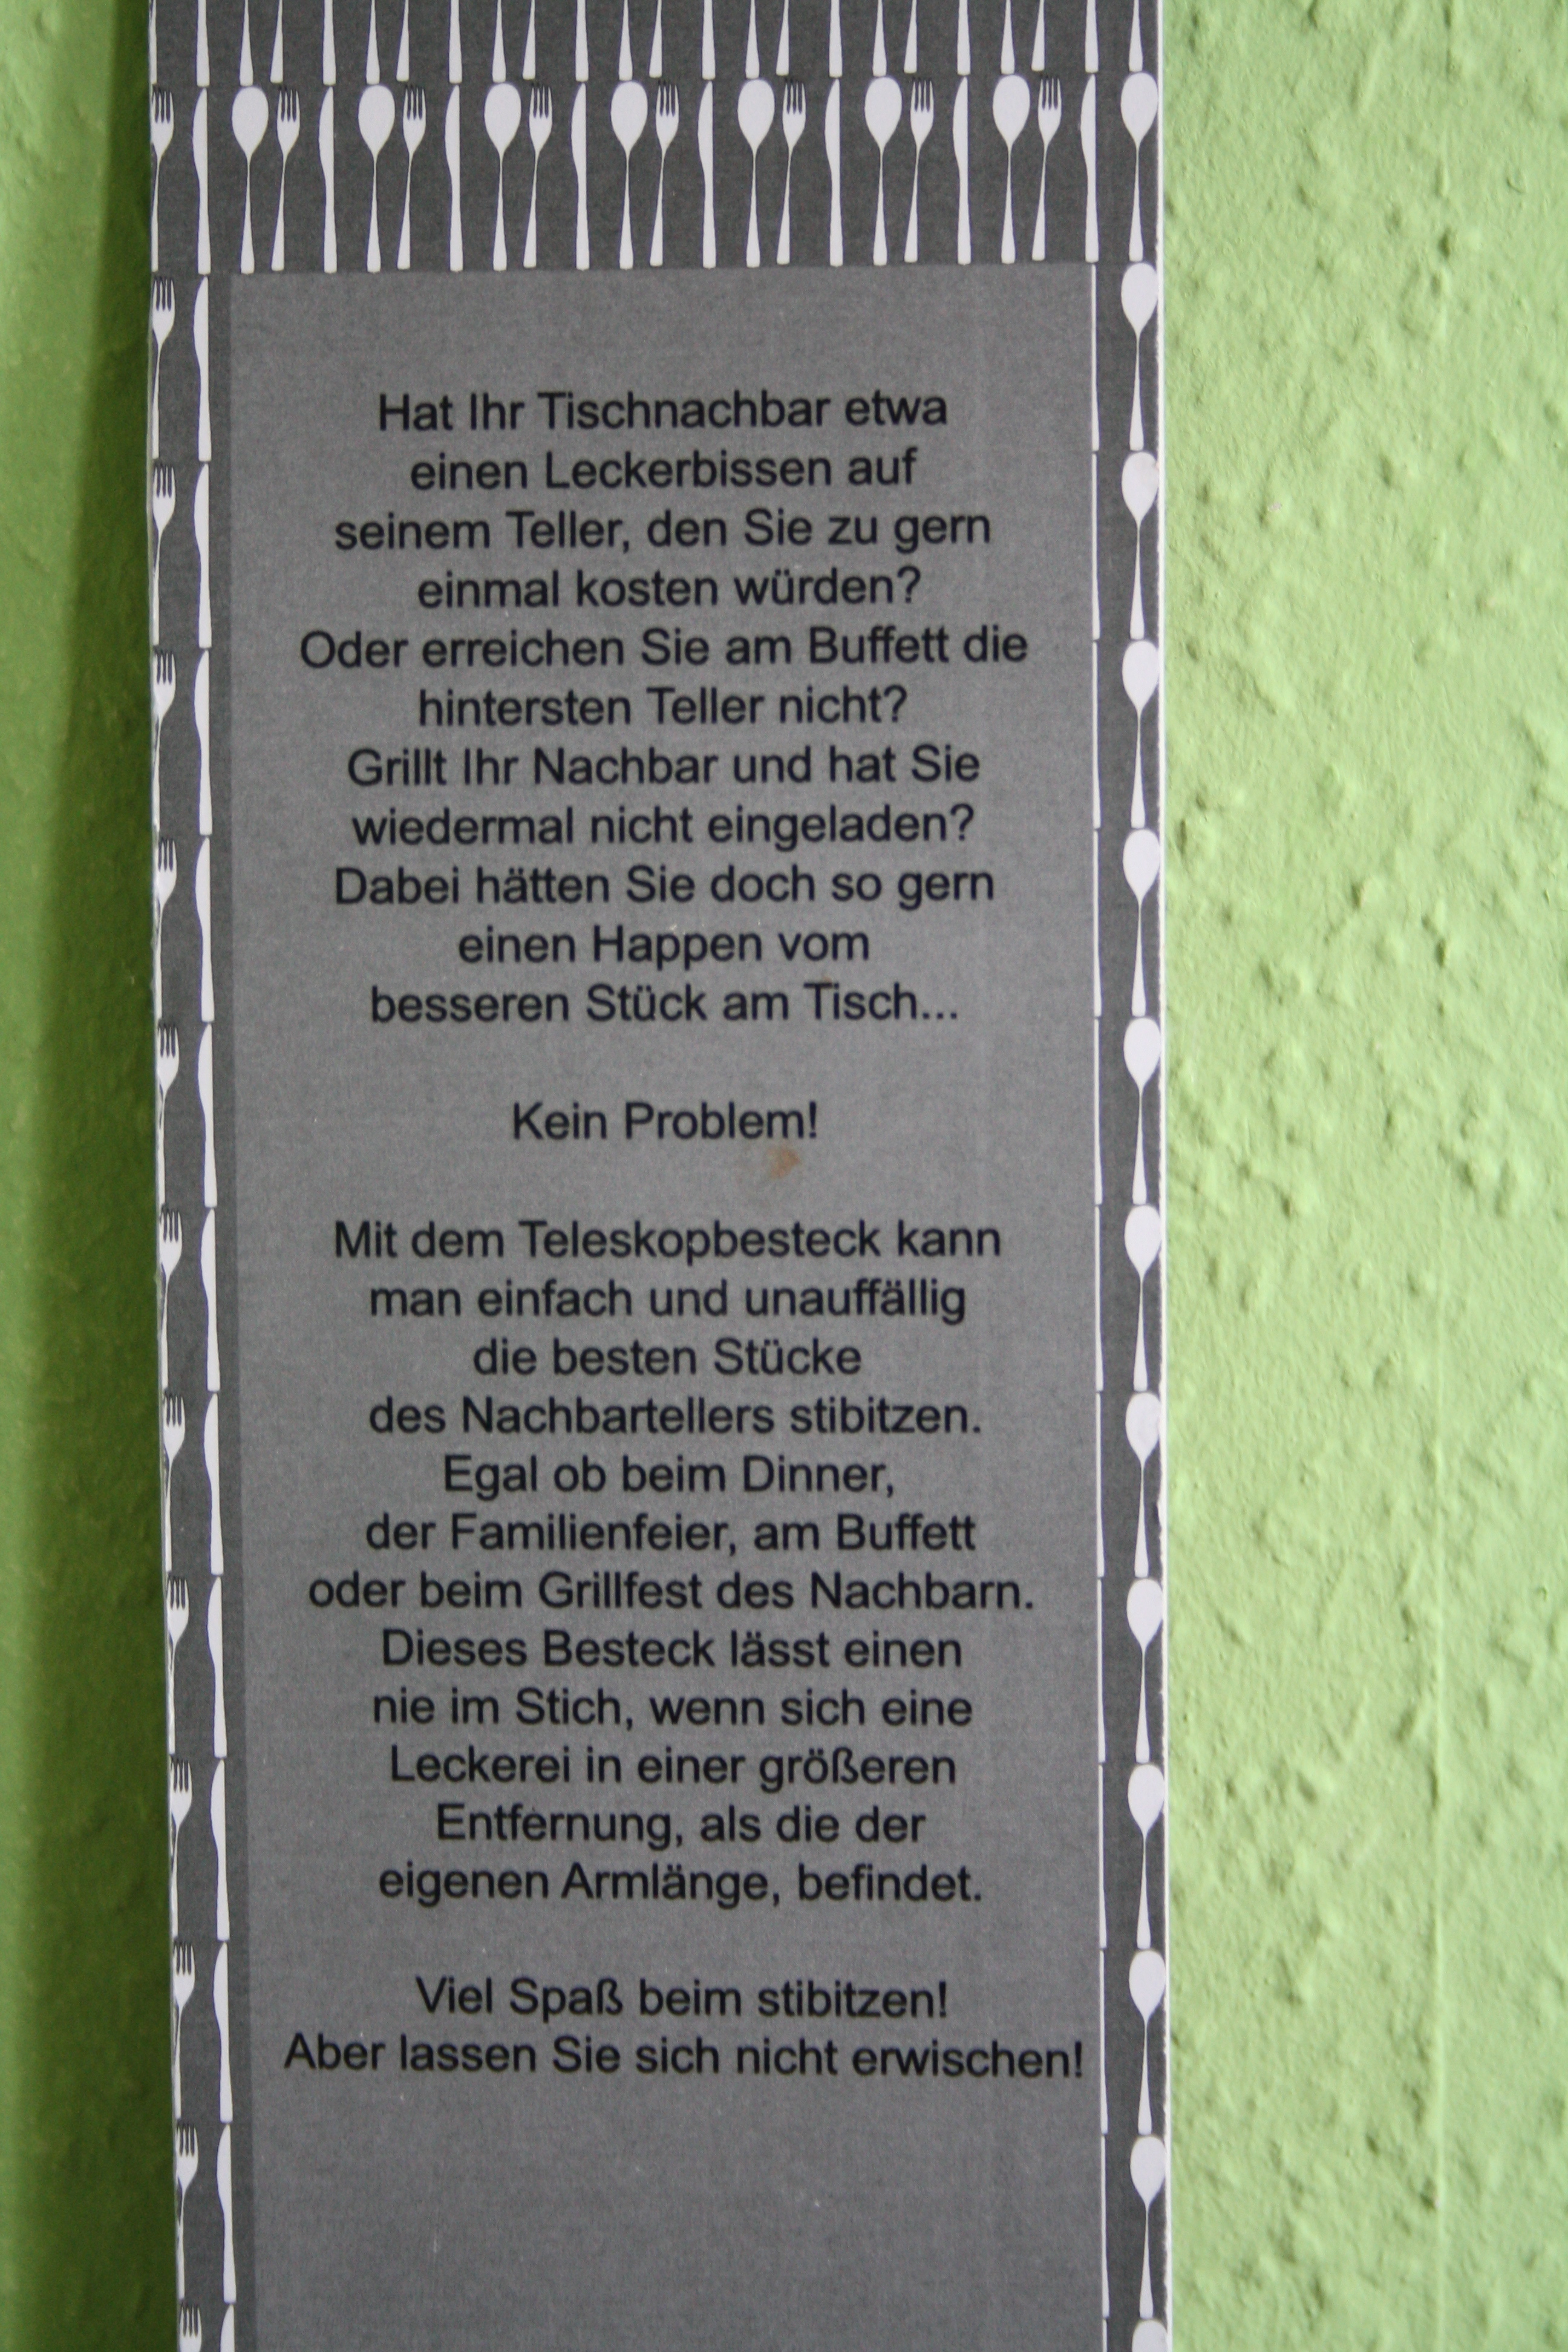 Hat Ihr Tischnachbar etwa
einen Leckerbissen auf
seinem Teller, den Sie zu gern
einmal kosten würden?
Oder erreichen Sie am Buffett die
hintersten Teller nicht?
Grillt Ihr Nachbar und hat Sie
wiedermal nicht eingeladen?
Dabei hätten Sie doch so gern
einen Happen vom
besseren Stück am Tisch...
Kein Problem!
Mit dem Teleskopbesteck kann
man einfach und unauffällig
die besten Stücke
des Nachbartellers stibitzen.
Egal ob beim Dinner,
der Familienfeier, am Buffett
oder beim Grillfest des Nachbarn.
Dieses Besteck lässt einen
nie im Stich, wenn sich eine
Leckerei in einer größeren
Entfernung, als die der
eigenen Armlänge, befindet.
Viel Spaß beim stibitzen!
Aber lassen Sie sich nicht erwischen!